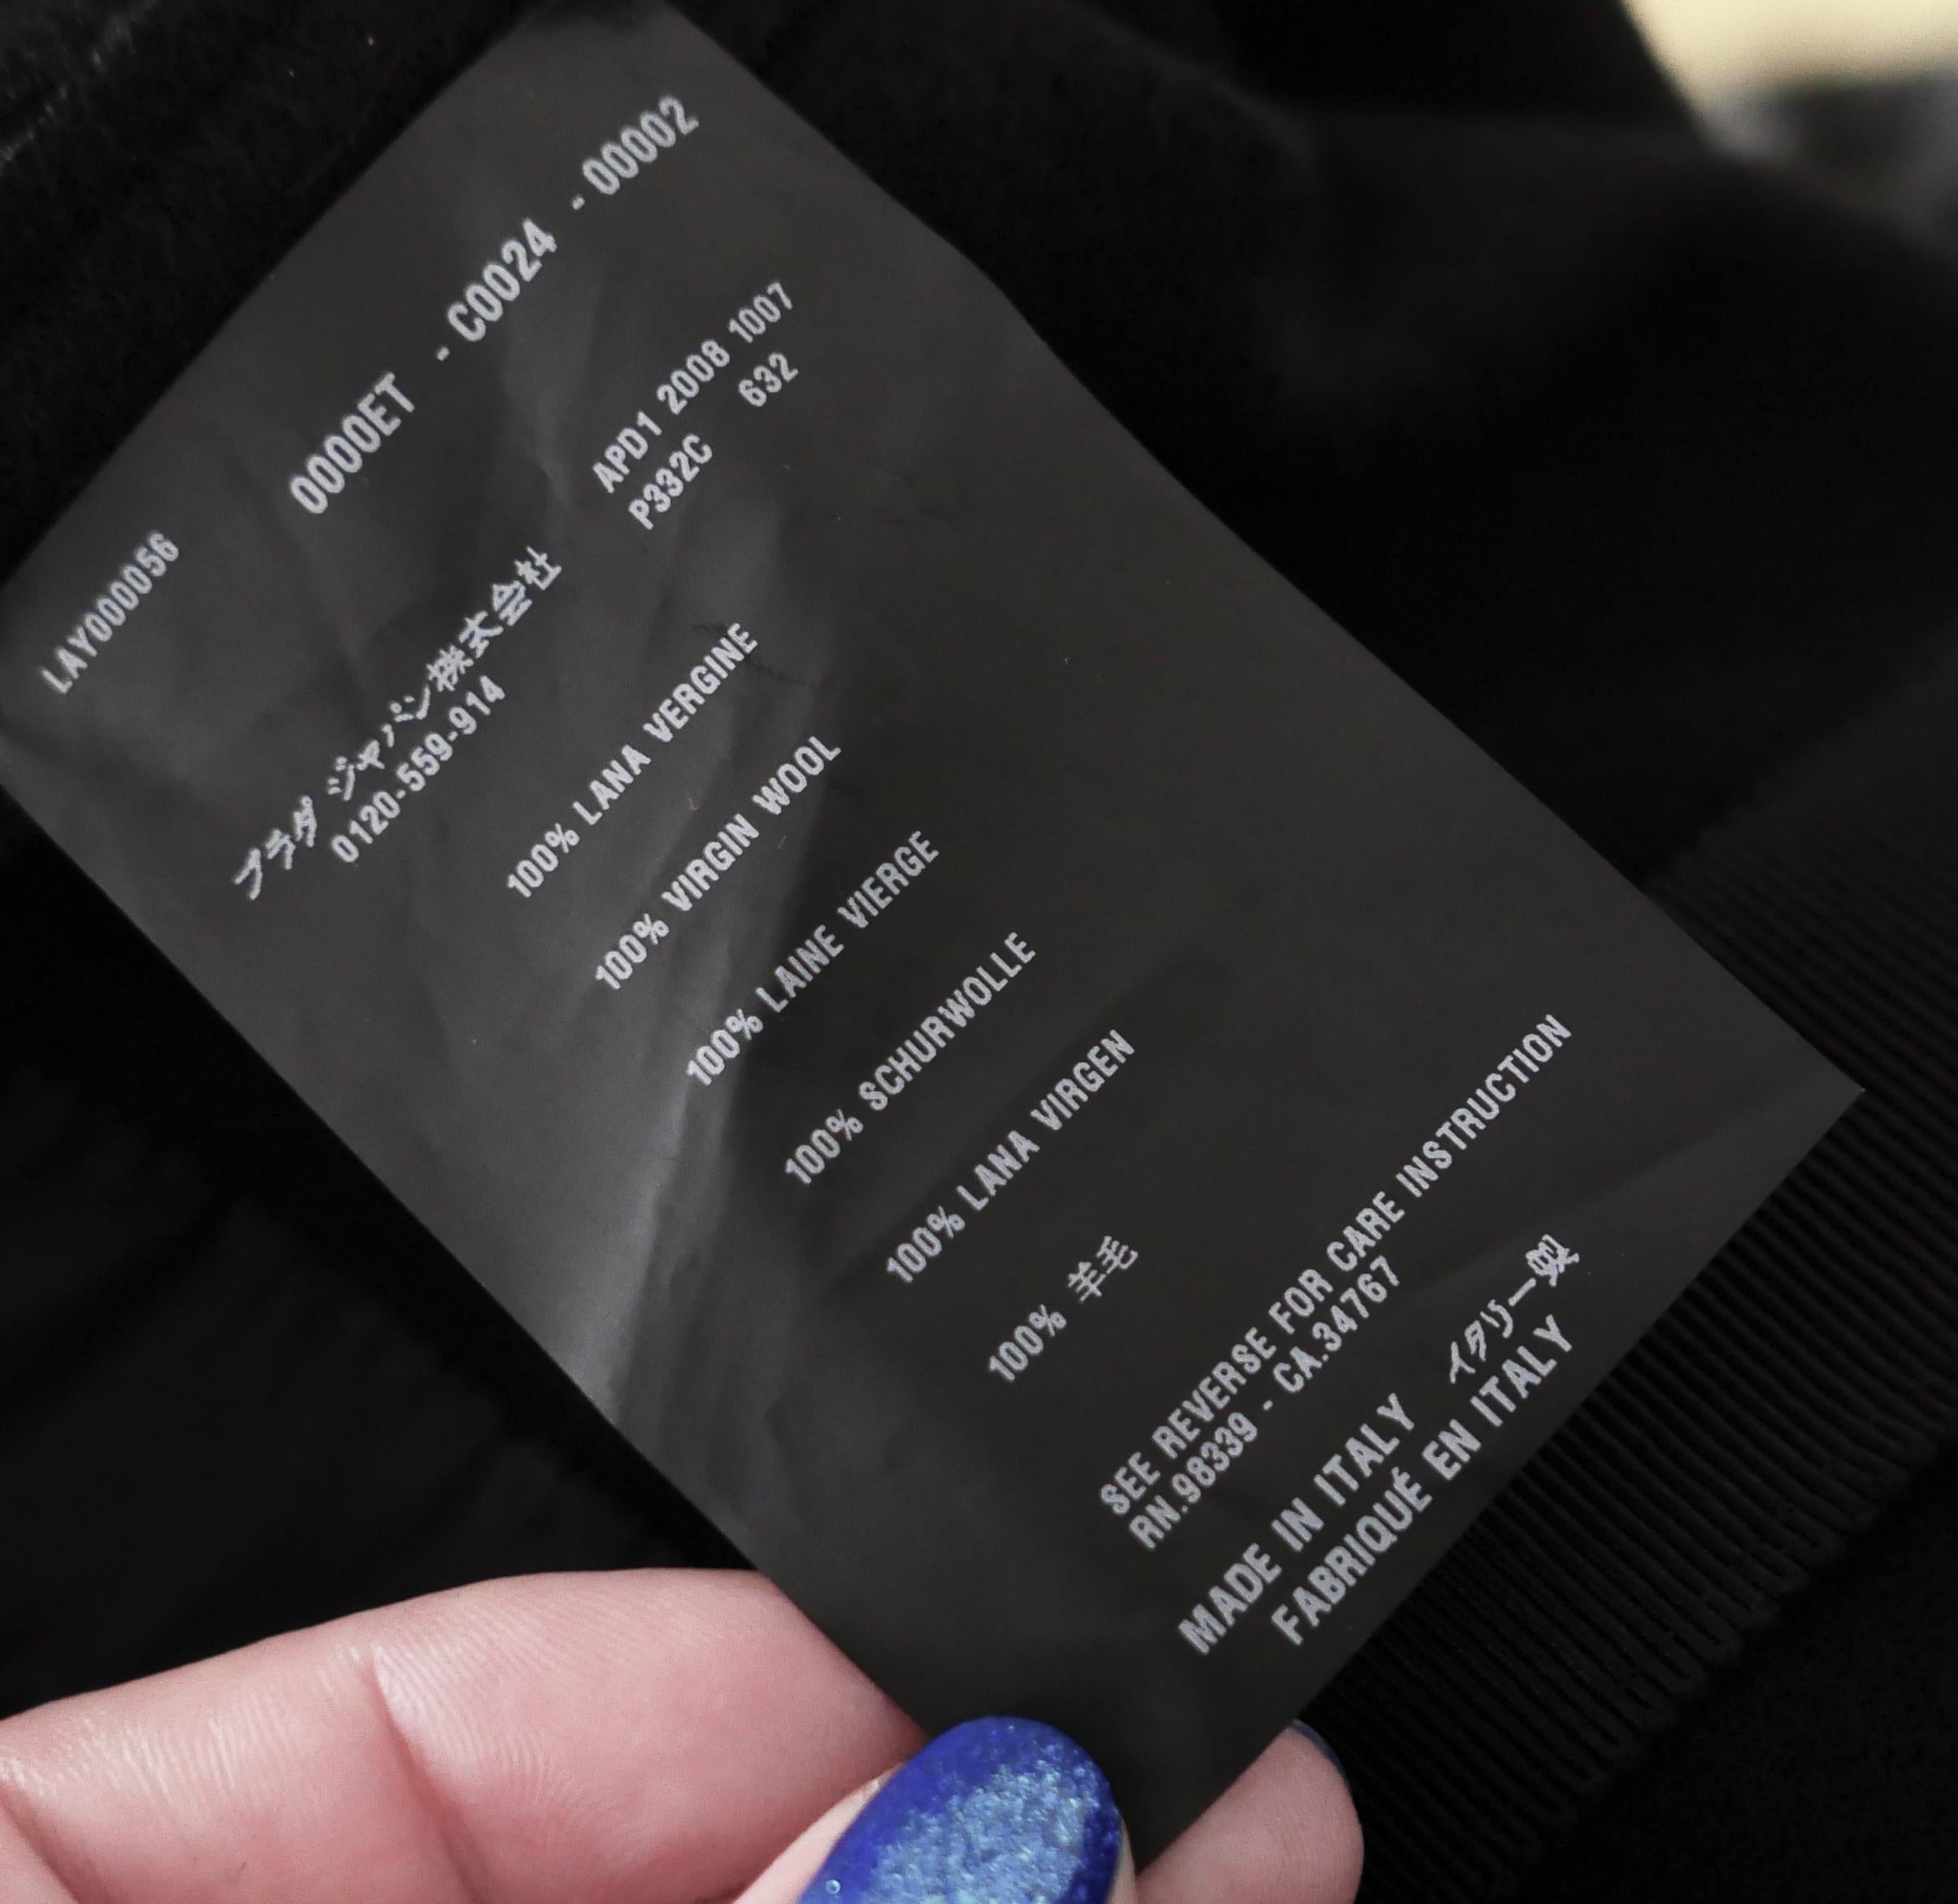 LAY000056
0000ET - C0024 - 00002
APD1 2008 1007
P332C 632
プラダ ジャパン株式会社
0120-559-914
100% LANA VERGINE
100% VIRGIN WOOL
100% LAINE VIERGE
100% SCHURWOLLE
100% LANA VIRGEN
100% 羊毛
SEE REVERSE FOR CARE INSTRUCTION
RN.98339 - CA.34767
MADE IN ITALY イタリー製
FABRIQUÉ EN ITALY